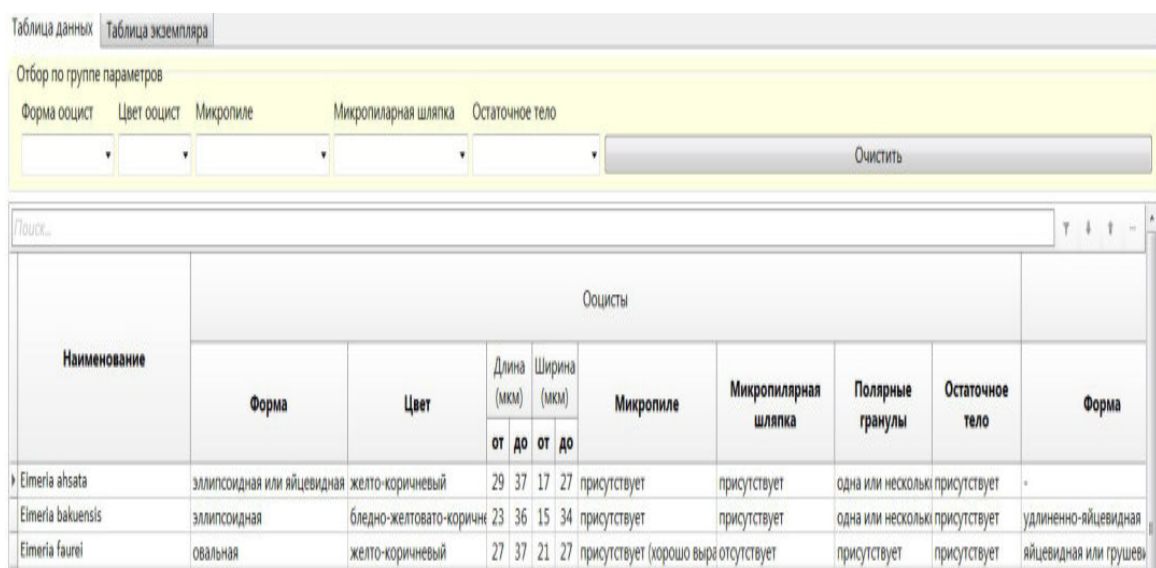 Таблица данных Таблица экземпляра
Отбор по группе параметров
Форма ооцист Цвет ооцист Микропиле Микропиларная шляпка Остаточное тело
Очистить
Поиск...
Наименование Ооцисты
Форма Цвет Длина (мкм) Ширина (мкм) Микропиле Микропилярная шляпка Полярные гранулы Остаточное тело Форма
от до от до
Eimeria ahsata эллипсоидная или яйцевидная желто-коричневый 29 37 17 27 присутствует присутствует одна или несколько присутствует -
Eimeria bakuensis эллипсоидная бледно-желтовато-коричне 23 36 15 34 присутствует присутствует одна или несколько присутствует удлиненно-яйцевидная
Eimeria faurei овальная желто-коричневый 27 37 21 27 присутствует (хорошо выра отсутствует присутствует присутствует яйцевидная или грушеви